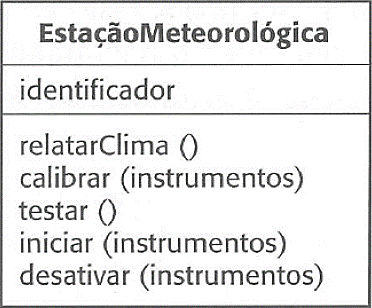 EstaçãoMeteorológica
identificador
relatarClima ()
calibrar (instrumentos)
testar ()
iniciar (instrumentos)
desativar (instrumentos)